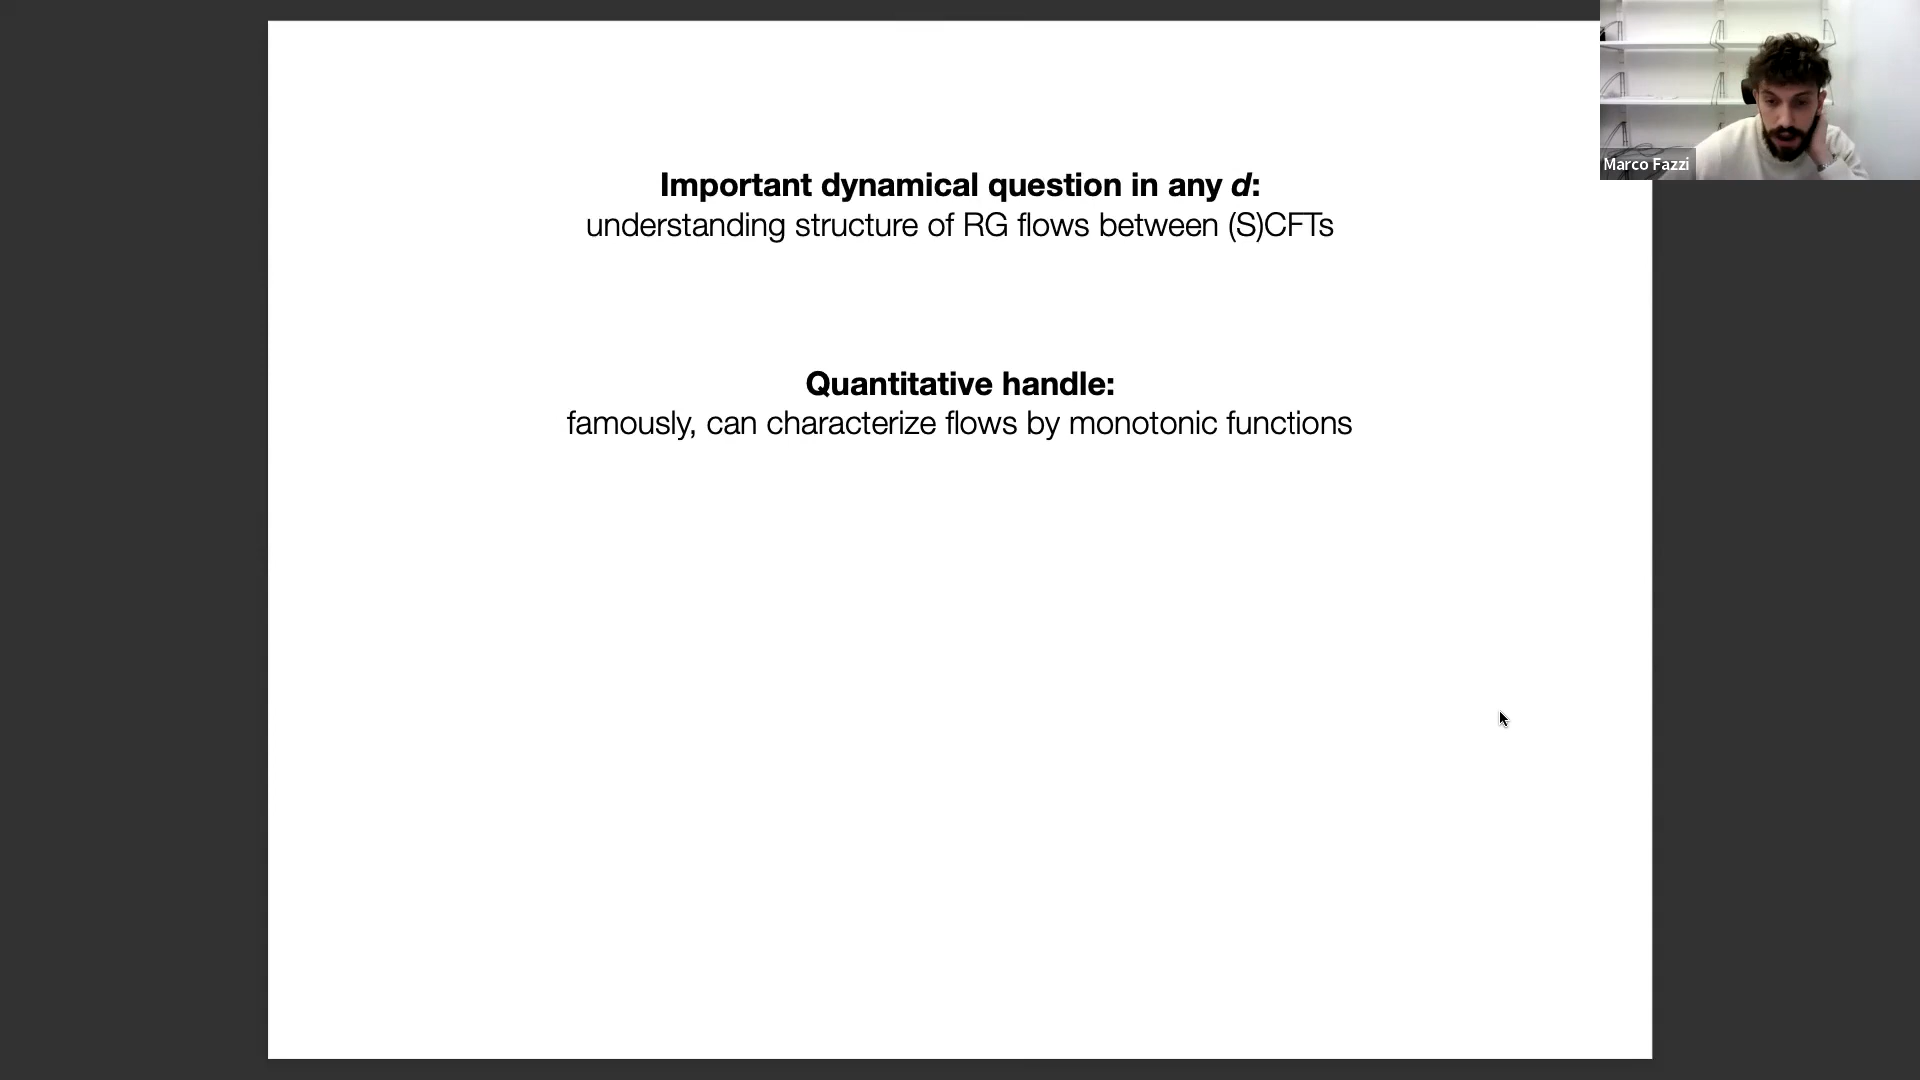 Important dynamical question in any d:
understanding structure of RG flows between (S)CFTs
Quantitative handle:
famously, can characterize flows by monotonic functions
Marco Fazzi